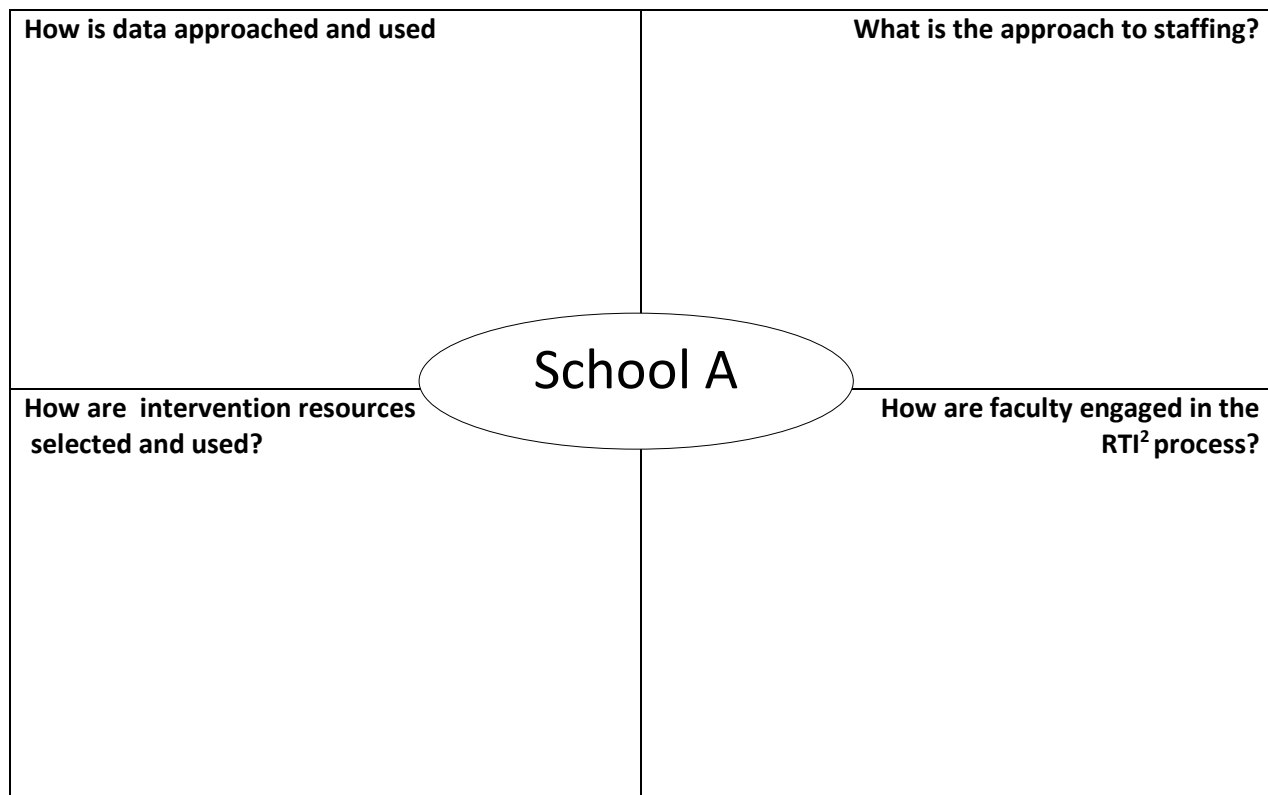 How is data approached and used
What is the approach to staffing?
School A
How are  intervention resources
selected and used?
How are faculty engaged in the
RTI² process?